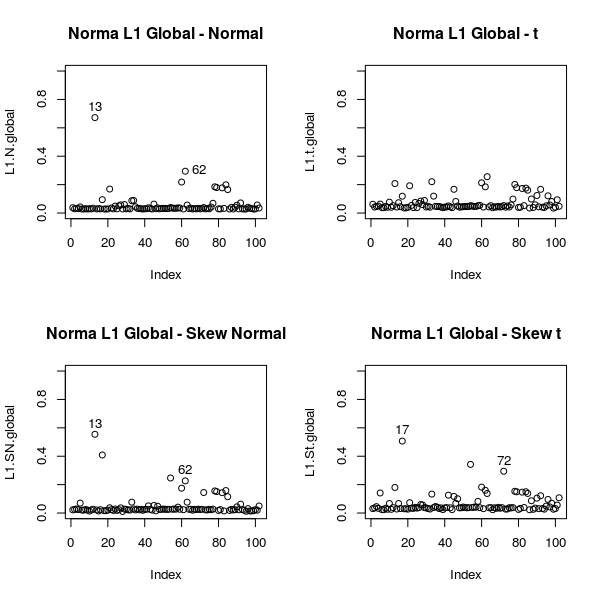 Norma L1 Global - Normal
L1.N.global
0.8
0.4
0.0
13
62
0 20 40 60 80 100
Index
Norma L1 Global - t
L1.t.global
0.8
0.4
0.0
0 20 40 60 80 100
Index
Norma L1 Global - Skew Normal
L1.SN.global
0.8
0.4
0.0
13
62
0 20 40 60 80 100
Index
Norma L1 Global - Skew t
L1.St.global
0.8
0.4
0.0
17
72
0 20 40 60 80 100
Index